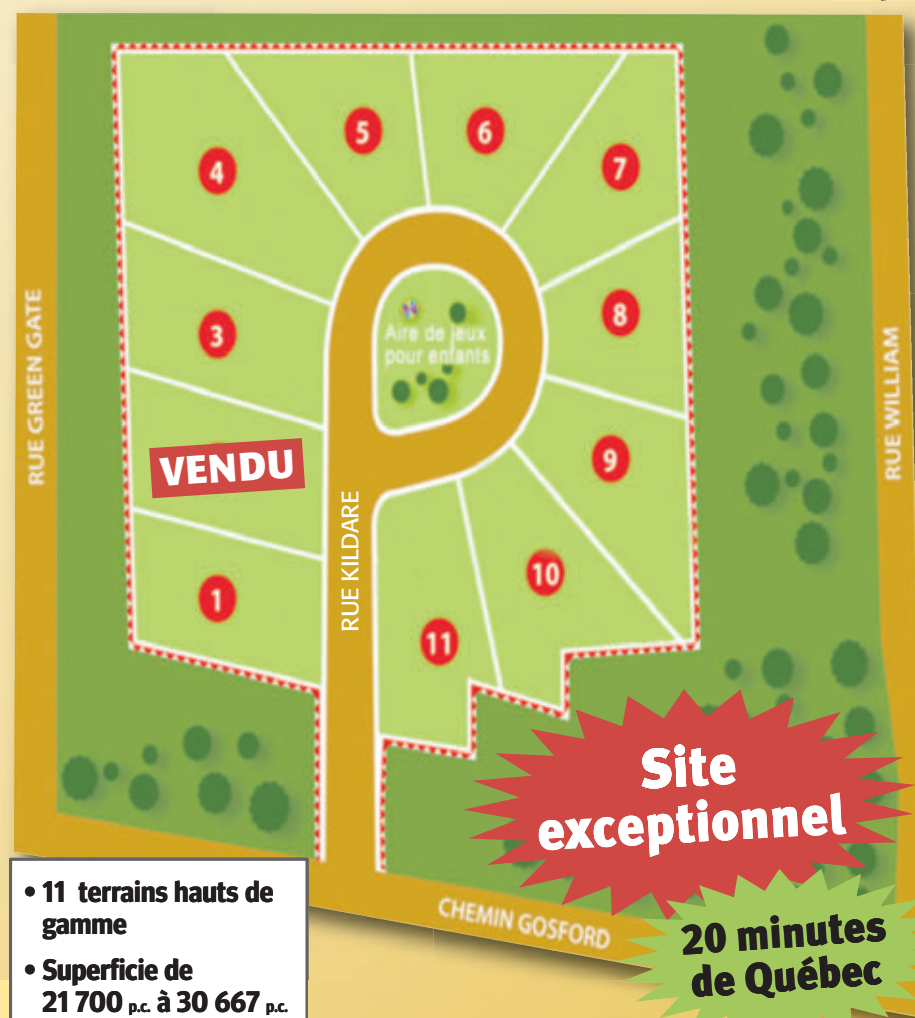 4
5
6
7
3
8
Aire de jeux
pour enfants
RUE GREEN GATE
RUE WILLIAM
VENDU
9
RUE KILDARE
10
1
11
Site
exceptionnel
CHEMIN GOSFORD
20 minutes
de Québec
• 11 terrains hauts de
gamme
• Superficie de
21 700 p.c. à 30 667 p.c.